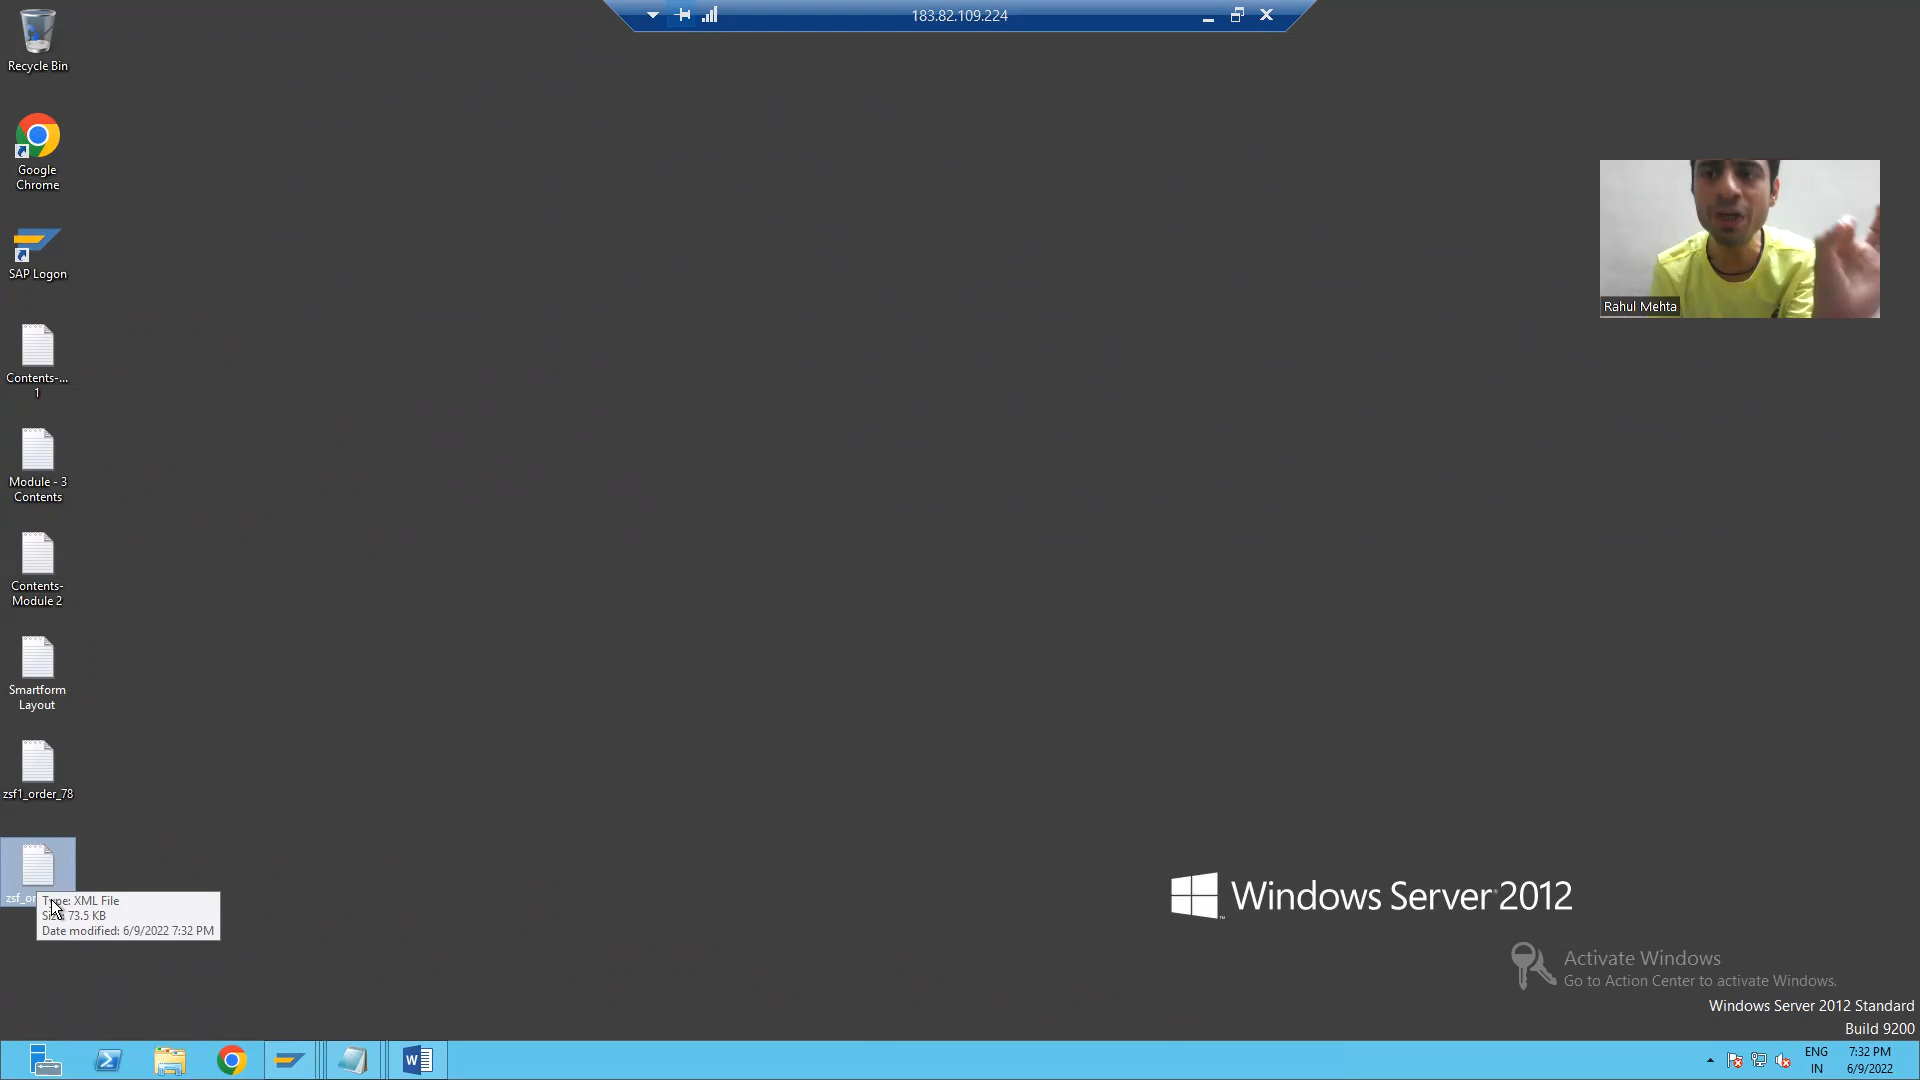 183.82.109.224
Recycle Bin
Google
Chrome
SAP Logon
Contents-...
1
Module - 3
Contents
Contents-
Module 2
Smartform
Layout
zsf1_order_78
Type: XML File
Size: 73.5 KB
Date modified: 6/9/2022 7:32 PM
Rahul Mehta
Windows Server 2012
Activate Windows
Go to Action Center to activate Windows.
Windows Server 2012 Standard
Build 9200
ENG
IN
7:32 PM
6/9/2022